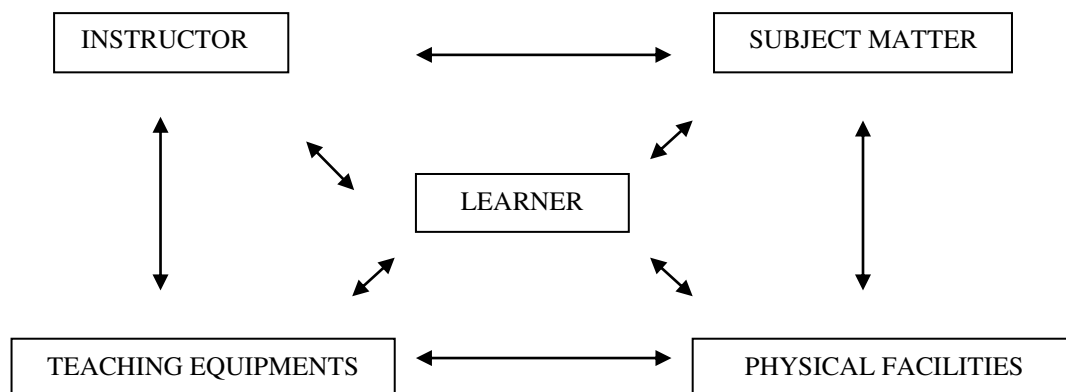 INSTRUCTOR
SUBJECT MATTER
LEARNER
TEACHING EQUIPMENTS
PHYSICAL FACILITIES